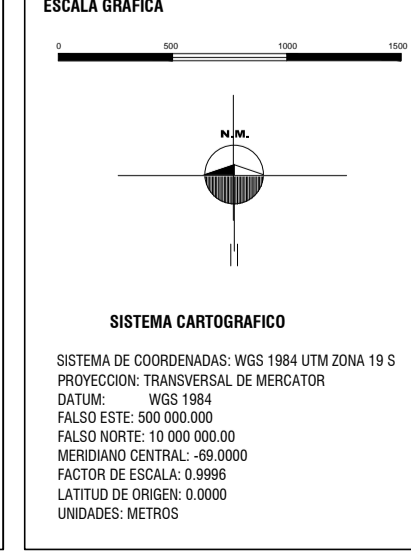 ESCALA GRAFICA
0 500 1000 1500
N.M.
SISTEMA CARTOGRAFICO
SISTEMA DE COORDENADAS: WGS 1984 UTM ZONA 19 S
PROYECCION: TRANSVERSAL DE MERCATOR
DATUM: WGS 1984
FALSO ESTE: 500 000.000
FALSO NORTE: 10 000 000.00
MERIDIANO CENTRAL: -69.0000
FACTOR DE ESCALA: 0.9996
LATITUD DE ORIGEN: 0.0000
UNIDADES: METROS